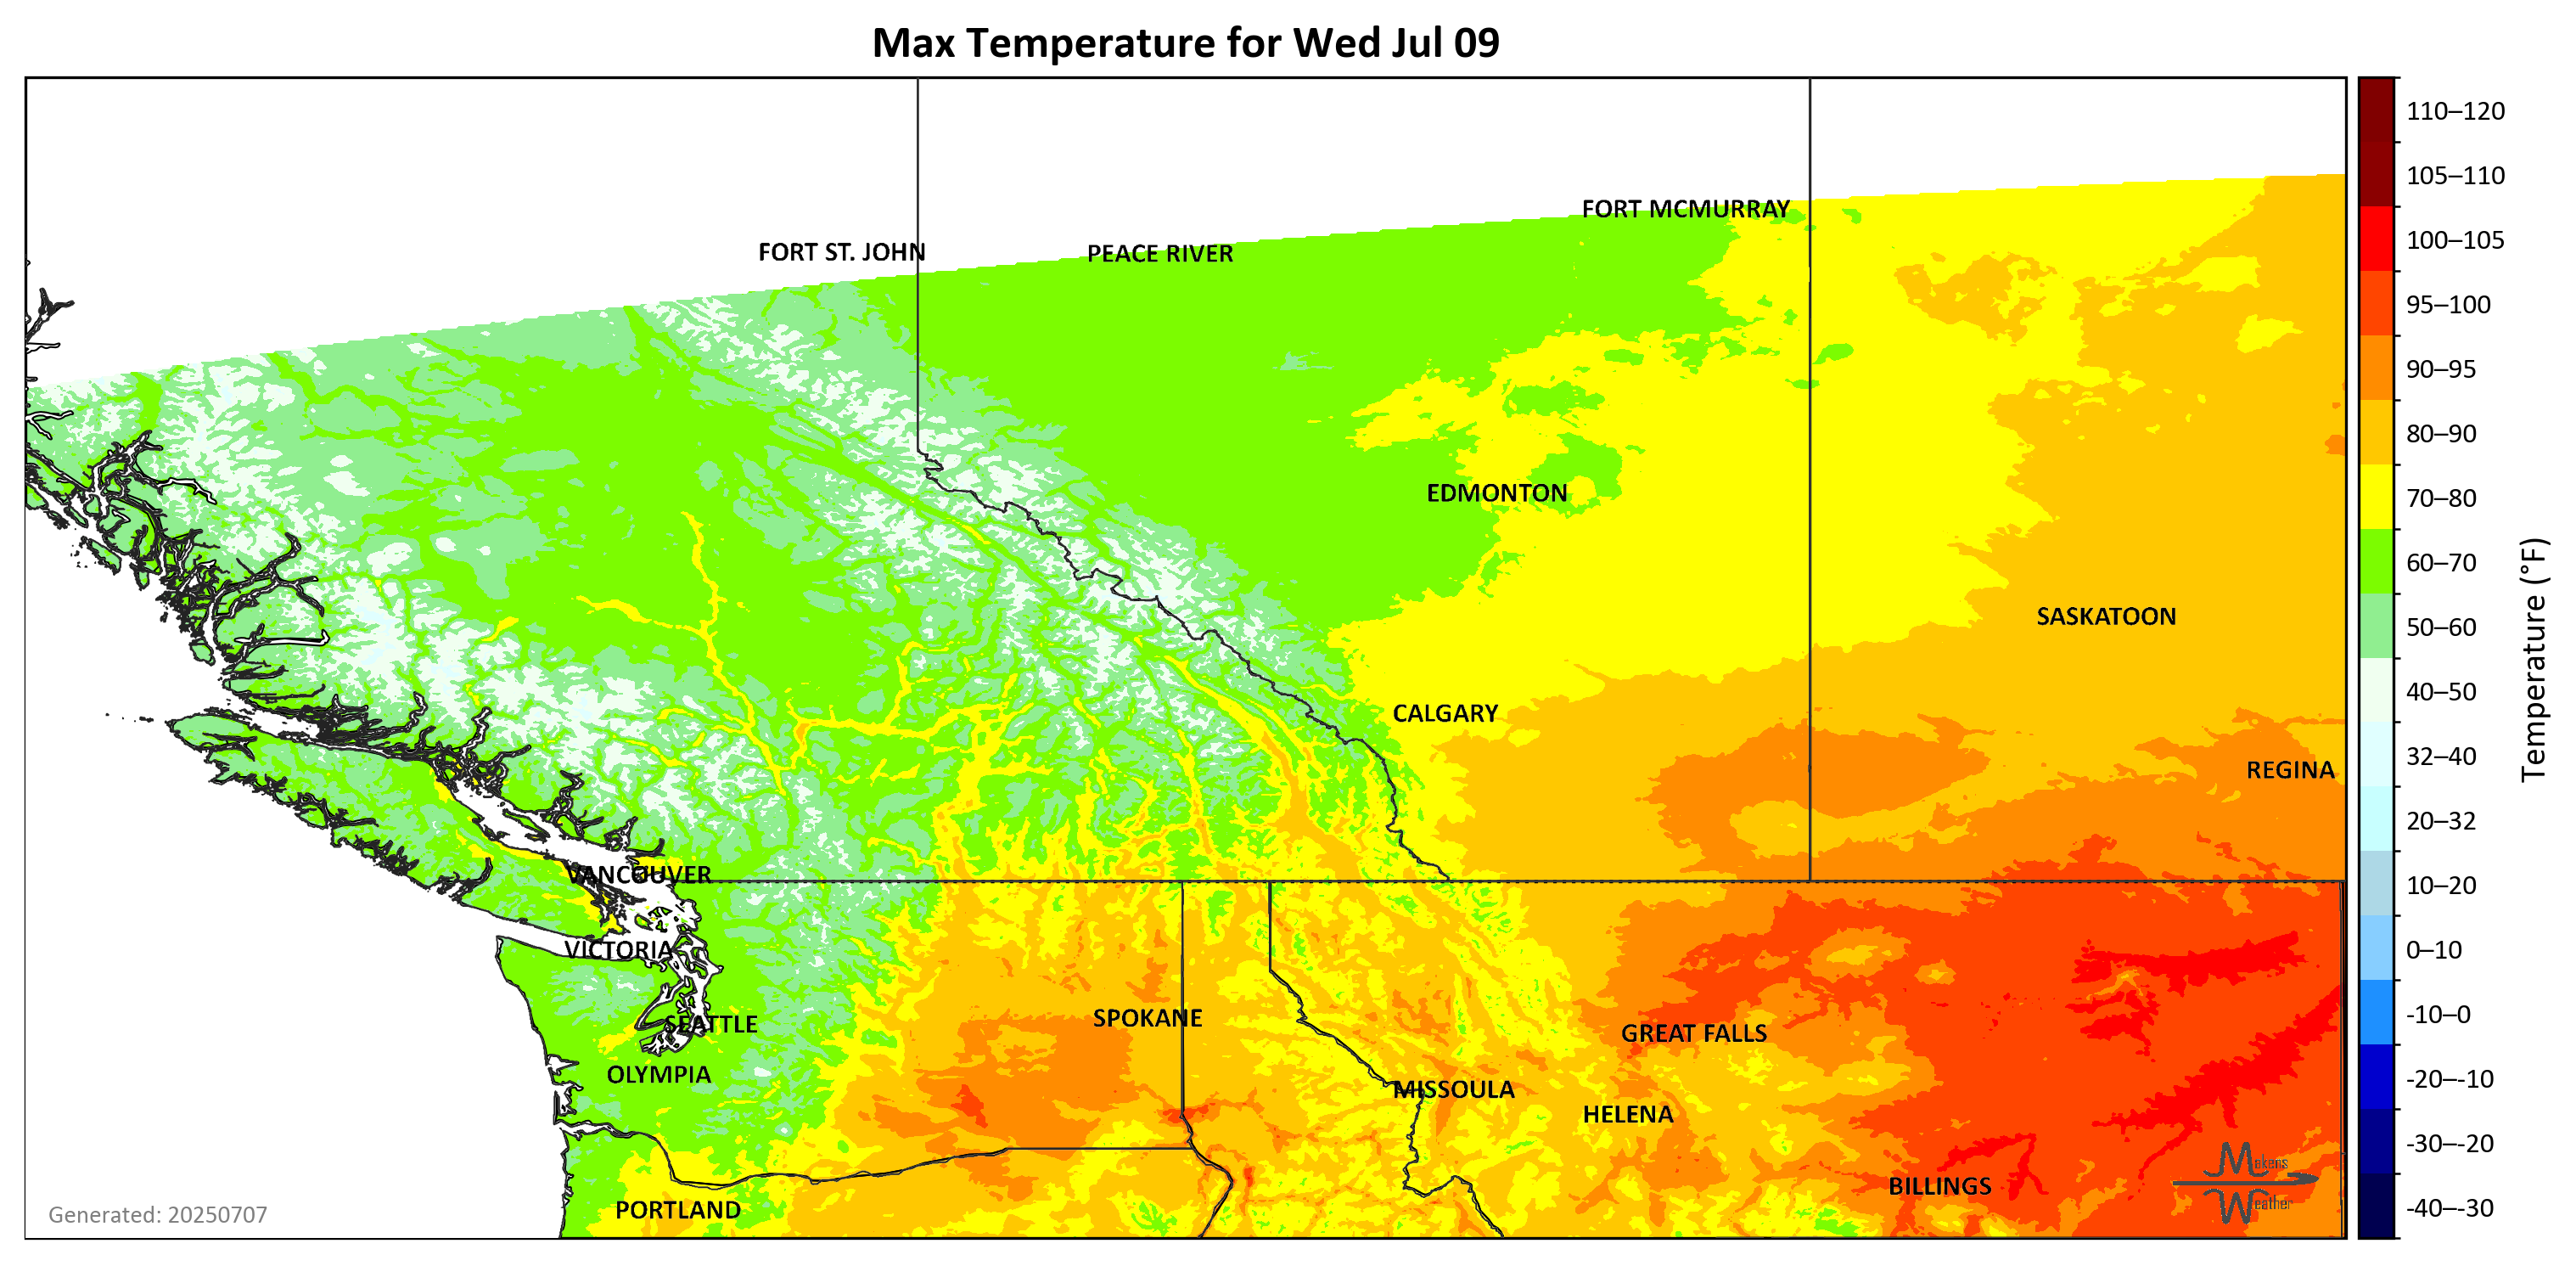 Max Temperature for Wed Jul 09
FORT MCMURRAY
FORT ST. JOHN
PEACE RIVER
EDMONTON
SASKATOON
CALGARY
REGINA
VANCOUVER
VICTORIA
SEATTLE
SPOKANE
GREAT FALLS
OLYMPIA
MISSOULA
HELENA
BILLINGS
PORTLAND
Makens
Weather
Generated: 20250707
110–120
105–110
100–105
95–100
90–95
80–90
70–80
60–70
50–60
40–50
32–40
20–32
10–20
0–10
-10–0
-20–-10
-30–-20
-40–-30
Temperature (°F)